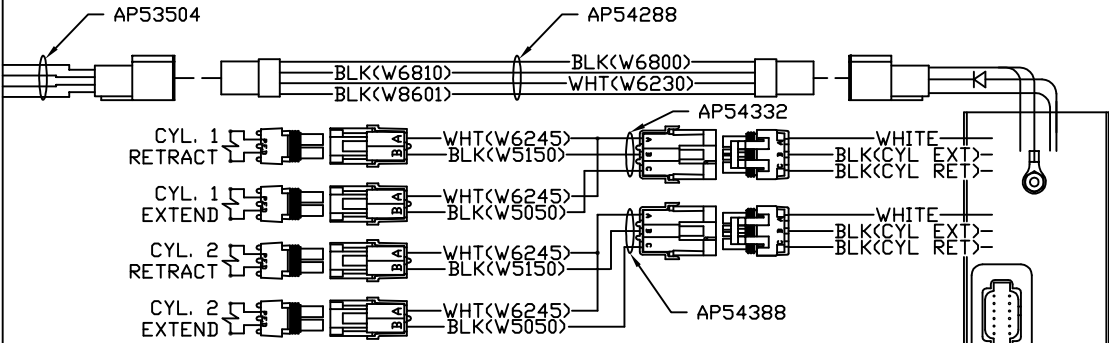 AP53504
AP54288
BLK(W6800)
BLK(W6810)
WHT(W6230)
BLK(W8601)
AP54332
CYL. 1
RETRACT
A
B
WHT(W6245)
BLK(W5150)
A
B
C
WHITE
BLK(CYL EXT)
BLK(CYL RET)
CYL. 1
EXTEND
A
B
WHT(W6245)
BLK(W5050)
A
B
C
WHITE
BLK(CYL EXT)
BLK(CYL RET)
CYL. 2
RETRACT
A
B
WHT(W6245)
BLK(W5150)
CYL. 2
EXTEND
A
B
WHT(W6245)
BLK(W5050)
AP54388